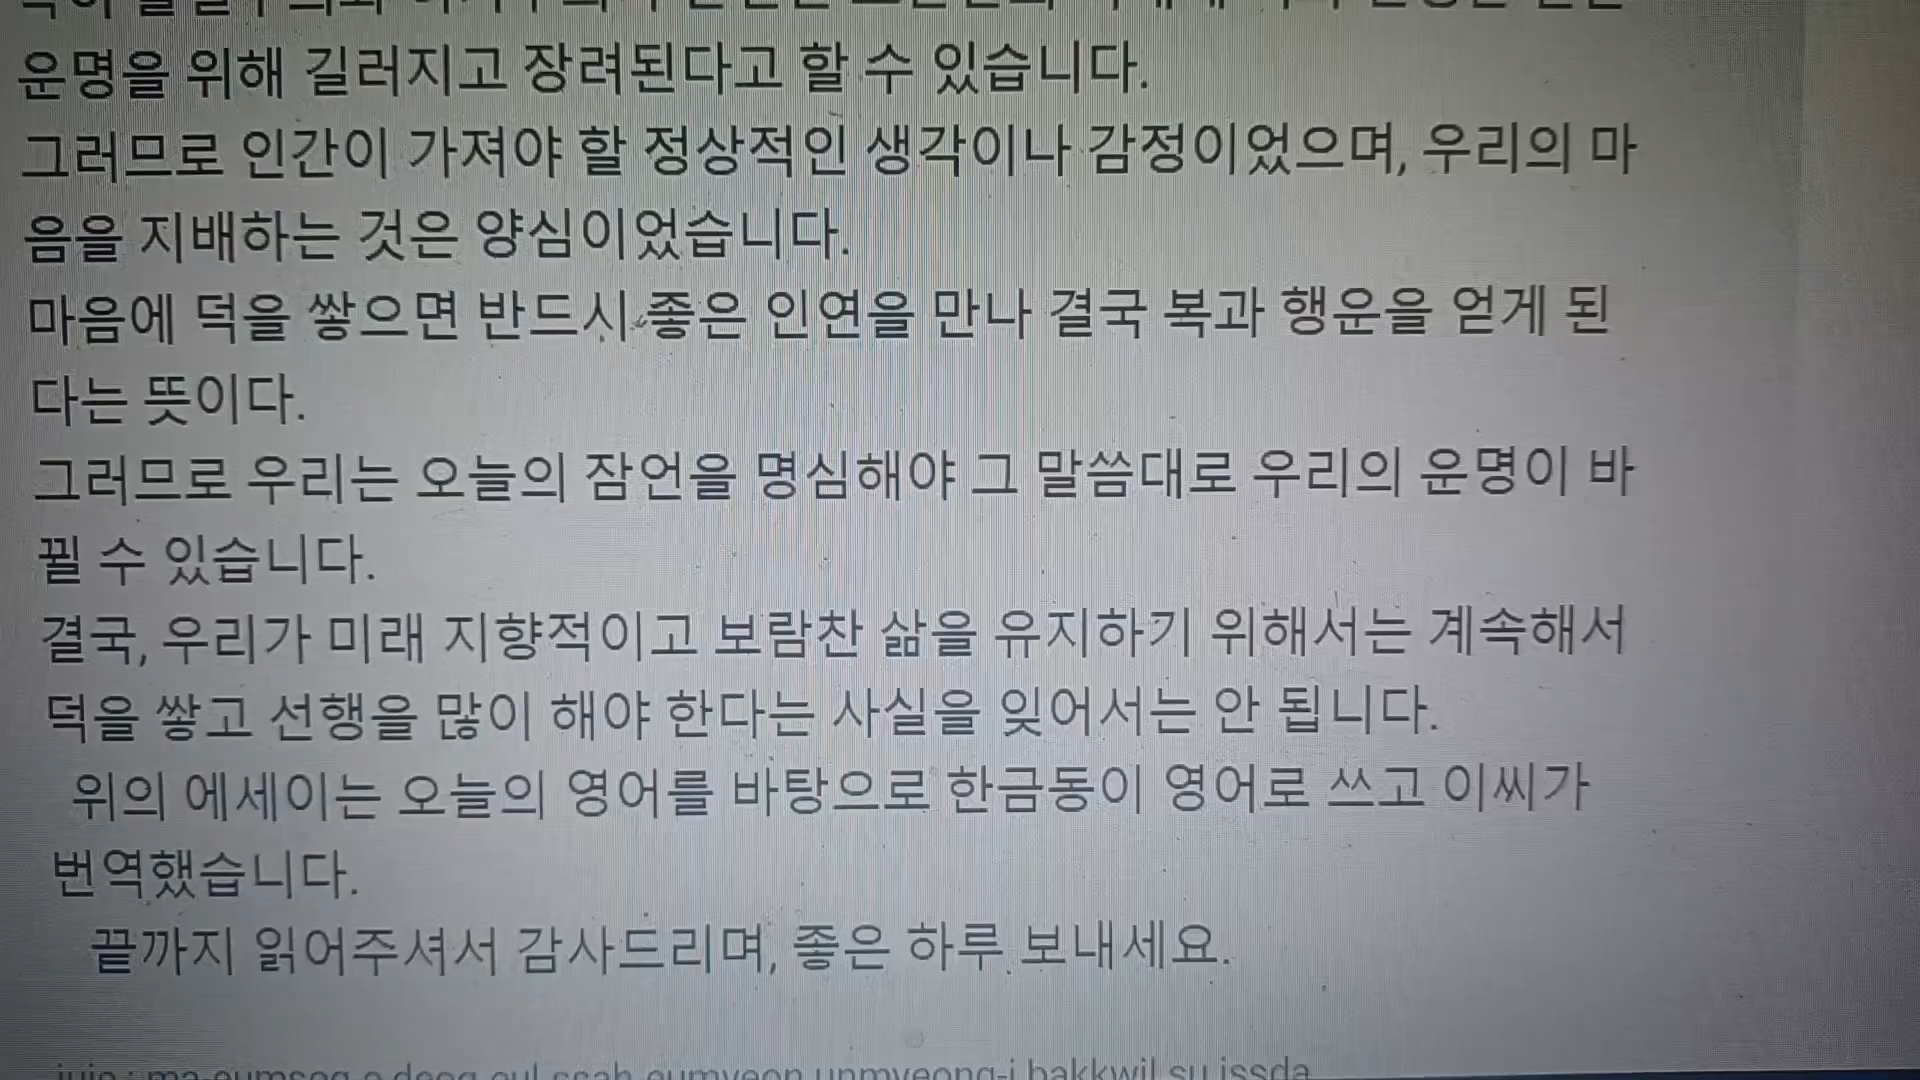 운명을 위해 길러지고 장려된다고 할 수 있습니다.
그러므로 인간이 가져야 할 정상적인 생각이나 감정이었으며, 우리의 마
음을 지배하는 것은 양심이었습니다.
마음에 덕을 쌓으면 반드시 좋은 인연을 만나 결국 복과 행운을 얻게 된
다는 뜻이다.
그러므로 우리는 오늘의 잠언을 명심해야 그 말씀대로 우리의 운명이 바
뀔 수 있습니다.
결국, 우리가 미래 지향적이고 보람찬 삶을 유지하기 위해서는 계속해서
덕을 쌓고 선행을 많이 해야 한다는 사실을 잊어서는 안 됩니다.
위의 에세이는 오늘의 영어를 바탕으로 한금동이 영어로 쓰고 이씨가
번역했습니다.
끝까지 읽어주셔서 감사드리며, 좋은 하루 보내세요.
ma-eumsog-e deog-eul ssah-eumyeon unmyeong-i bakkwil su issda